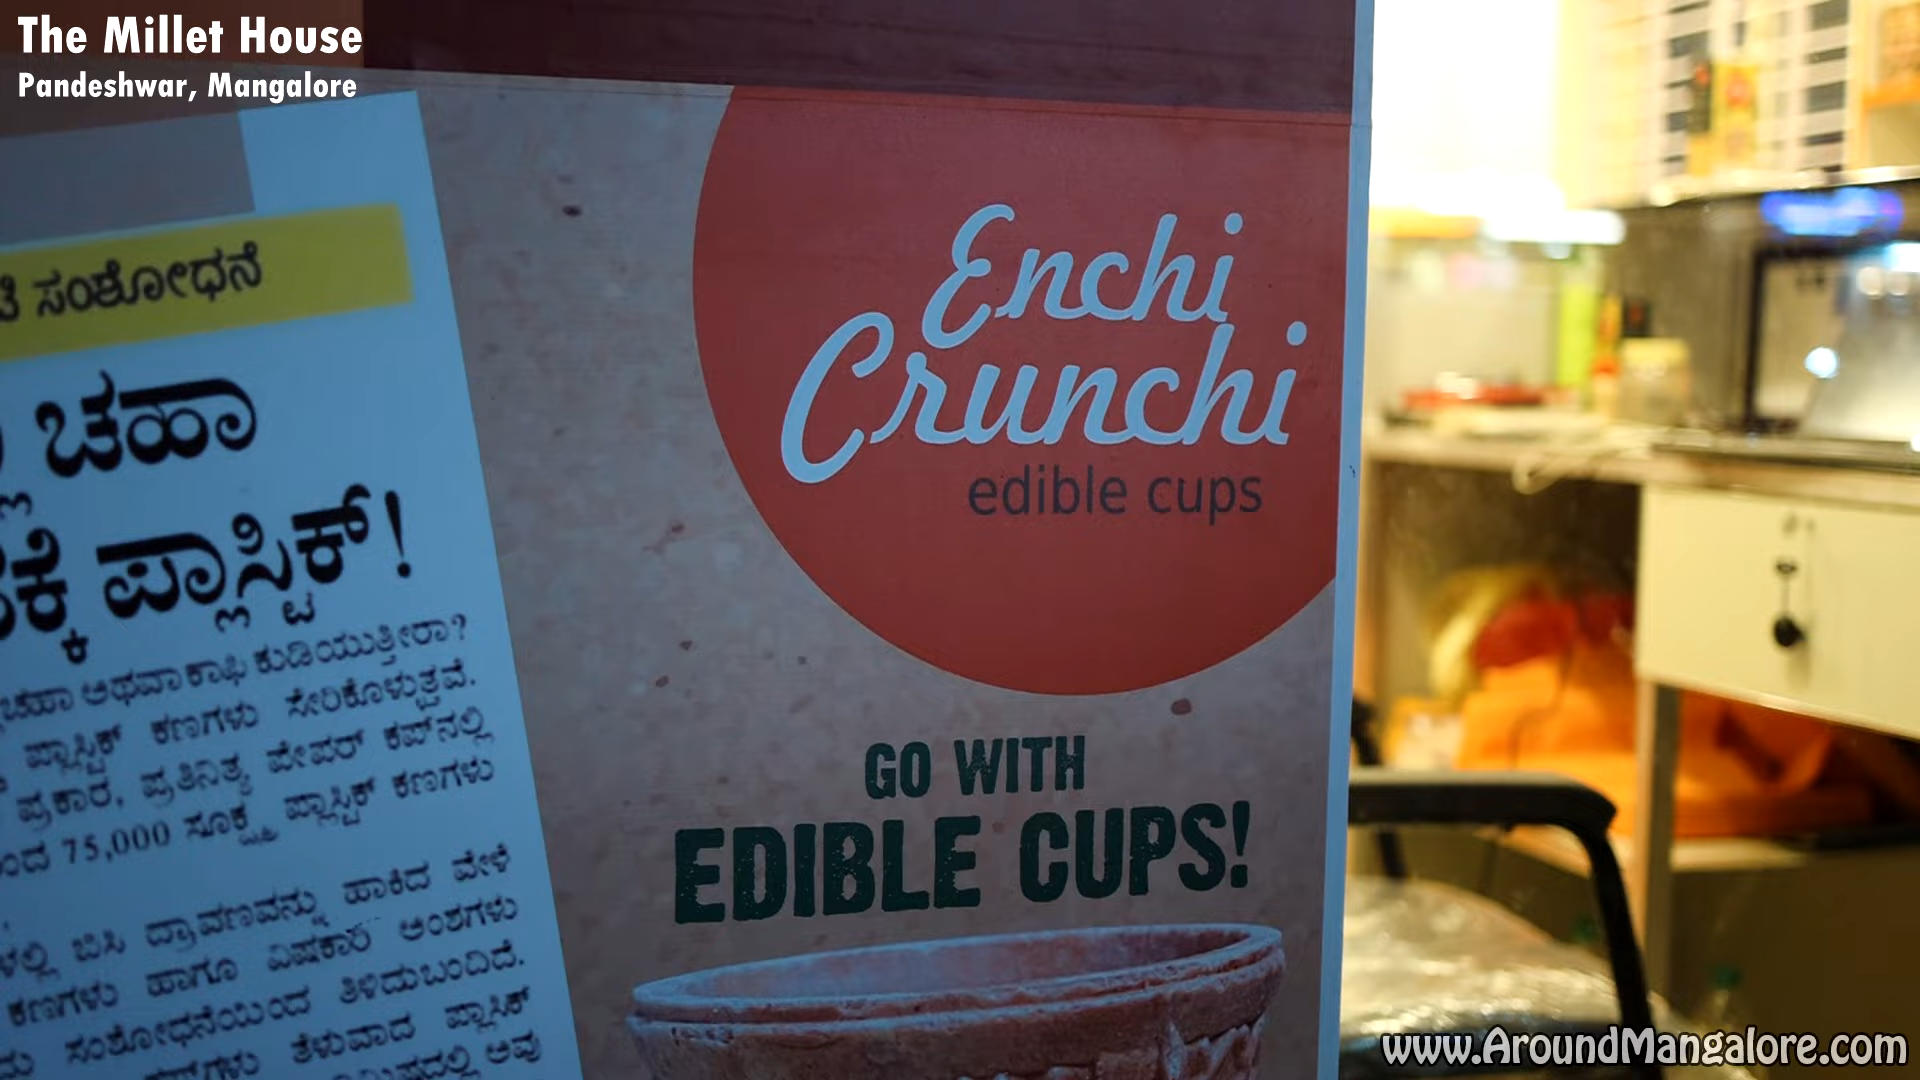 The Millet House
Pandeshwar, Mangalore
ಸಂಶೋಧನೆ
ಚಹಾ
ಪ್ಲಾಸ್ಟಿಕ್!
ಚಹಾ ಅಥವಾ ಕಾಫಿ ಕುಡಿಯುತ್ತೀರಾ?
ಪ್ಲಾಸ್ಟಿಕ್ ಕಣಗಳು ಸೇರಿಕೊಳುತ್ತವೆ.
ಪ್ರಕಾರ, ಪ್ರತಿನಿತ್ಯ ಪೇಪರ್ ಕಪ್‌ನಲ್ಲಿ
75,000 ಸೂಕ್ಷ್ಮ ಪ್ಲಾಸ್ಟಿಕ್ ಕಣಗಳು
ಬಿಸಿ ದ್ರಾವಣವನ್ನು ಹಾಕಿದ ವೇಳೆ
ಕಣಗಳು ಹಾಗೂ ವಿಷಕಾರಿ ಅಂಶಗಳು
ಸಂಶೋಧನೆಯಿಂದ ತಿಳಿದುಬಂದಿದೆ.
ತೆಳುವಾದ ಪ್ಲಾಸಿಕ್
ಅವು
Enchi
Crunchi
edible cups
GO WITH
EDIBLE CUPS!
www.AroundMangalore.com